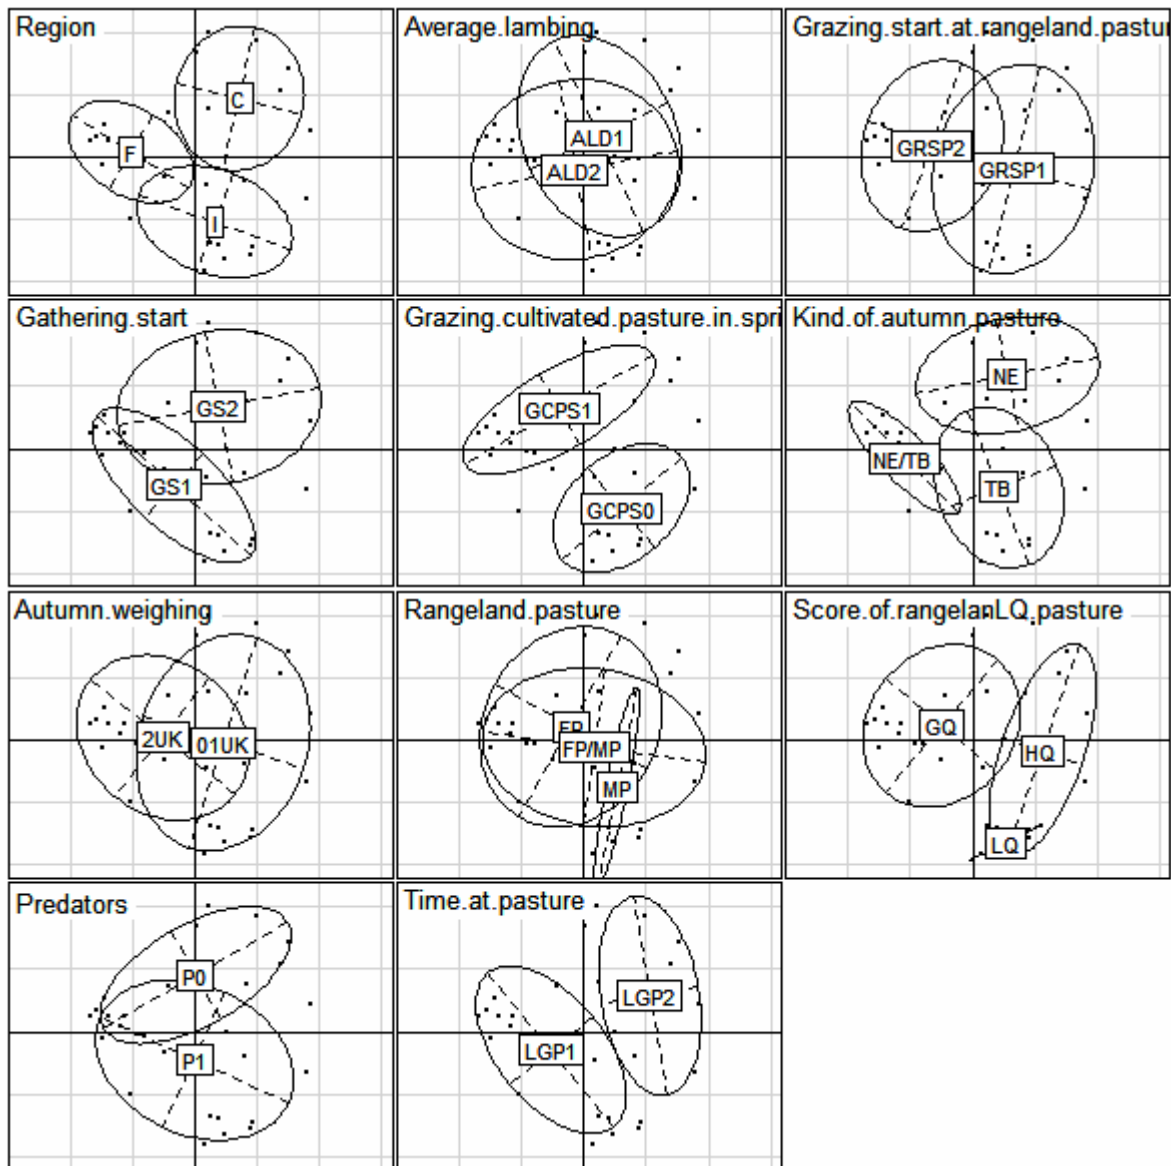 Region
C
F
I
Average.lambing
ALD1
ALD2
Grazing.start.at.rangeland.pastur
GRSP2
GRSP1
Gathering.start
GS2
GS1
Grazing.cultivated.pasture.in.spri
GCPS1
GCPS0
Kind.of.autumn.pasture
NE
NE/TB
TB
Autumn.weighing
2UK
01UK
Rangeland.pasture
FP
FP/MP
MP
Score.of.rangelanLQ.pasture
GQ
HQ
LQ
Predators
P0
P1
Time.at.pasture
LGP2
LGP1